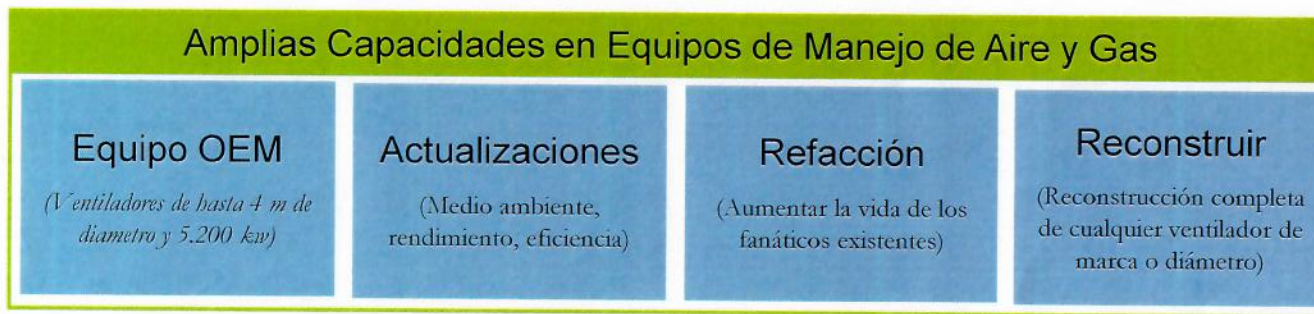 Amplias Capacidades en Equipos de Manejo de Aire y Gas
Equipo OEM
(Ventiladores de hasta 4 m de
diametro y 5.200 kw)
Actualizaciones
(Medio ambiente,
rendimiento, eficiencia)
Refacción
(Aumentar la vida de los
fanáticos existentes)
Reconstruir
(Reconstrucción completa
de cualquier ventilador de
marca o diámetro)